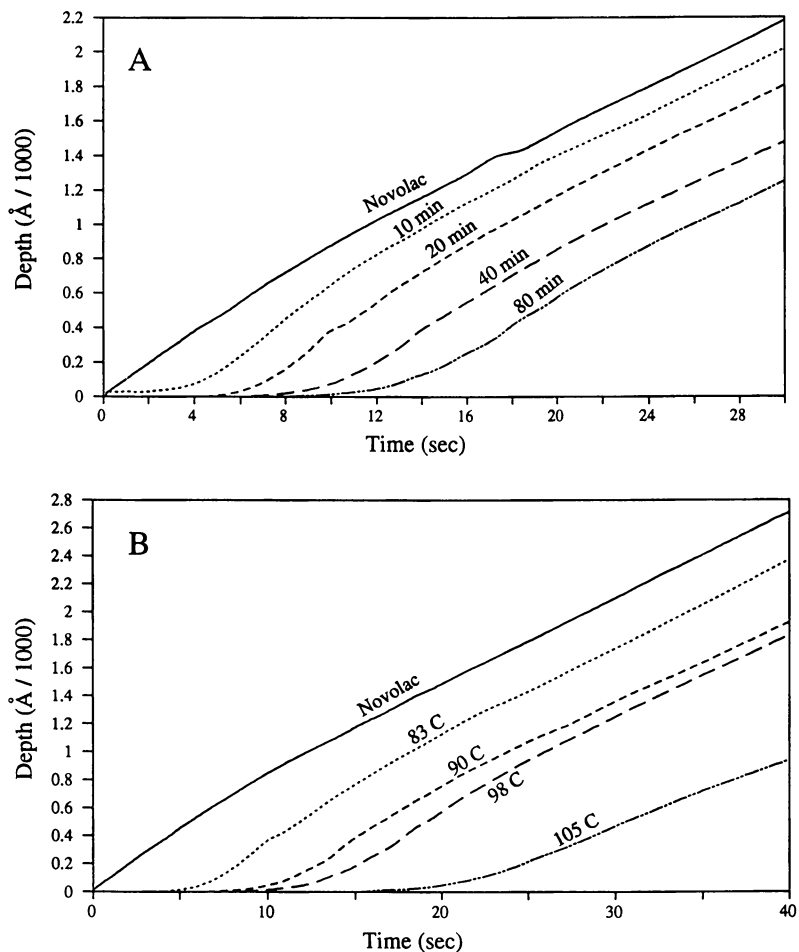 A
Depth (Å / 1000)
2.2
2
1.8
1.6
1.4
1.2
1
0.8
0.6
0.4
0.2
0
Novolac
10 min
20 min
40 min
80 min
0 4 8 12 16 20 24 28
Time (sec)
B
Depth (Å / 1000)
2.8
2.6
2.4
2.2
2
1.8
1.6
1.4
1.2
1
0.8
0.6
0.4
0.2
0
Novolac
83 C
90 C
98 C
105 C
0 10 20 30 40
Time (sec)